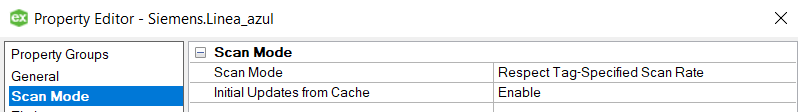 ex Property Editor - Siemens.Linea_azul
Property Groups
General
Scan Mode
Scan Mode
Scan Mode Respect Tag-Specified Scan Rate
Initial Updates from Cache Enable